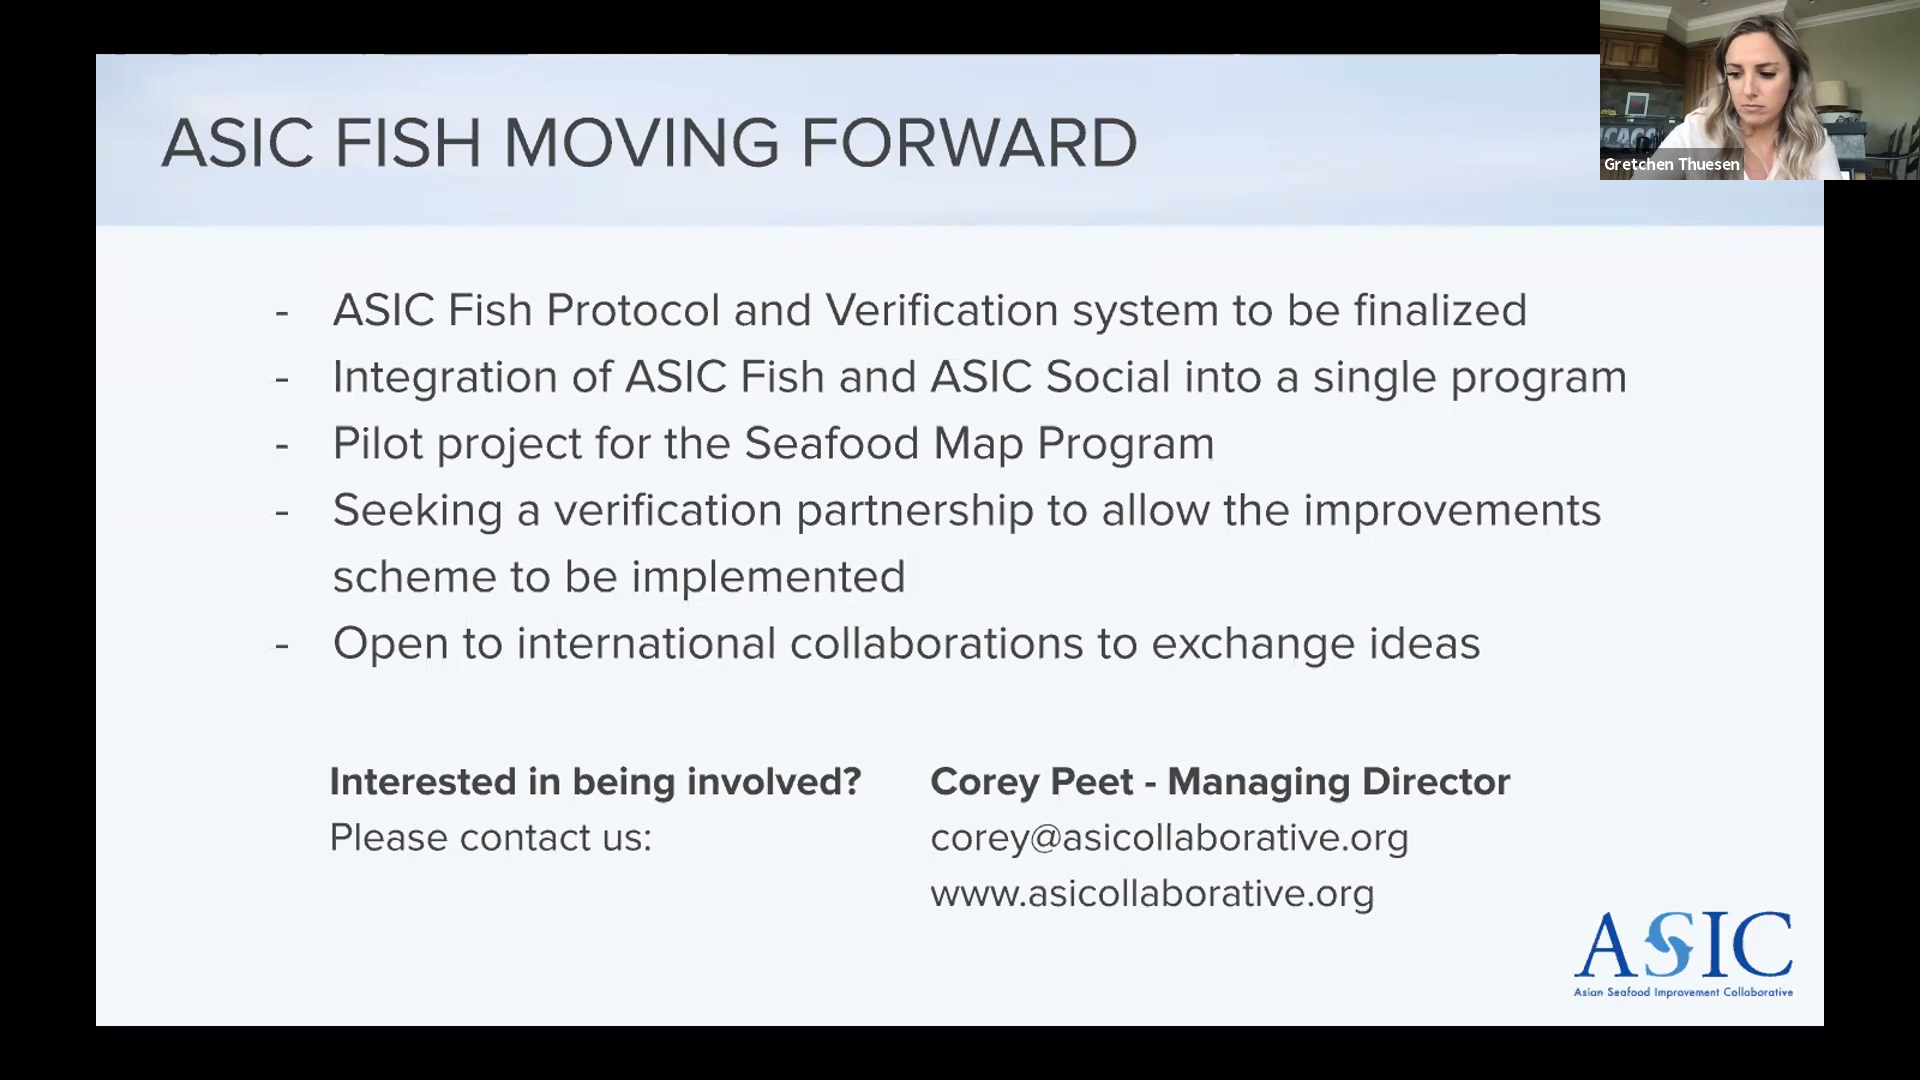 ASIC FISH MOVING FORWARD
Gretchen Thuesen
- ASIC Fish Protocol and Verification system to be finalized
- Integration of ASIC Fish and ASIC Social into a single program
- Pilot project for the Seafood Map Program
- Seeking a verification partnership to allow the improvements
scheme to be implemented
- Open to international collaborations to exchange ideas
Interested in being involved?
Please contact us:
Corey Peet - Managing Director
corey@asicollaborative.org
www.asicollaborative.org
ASIC
Asian Seafood Improvement Collaborative